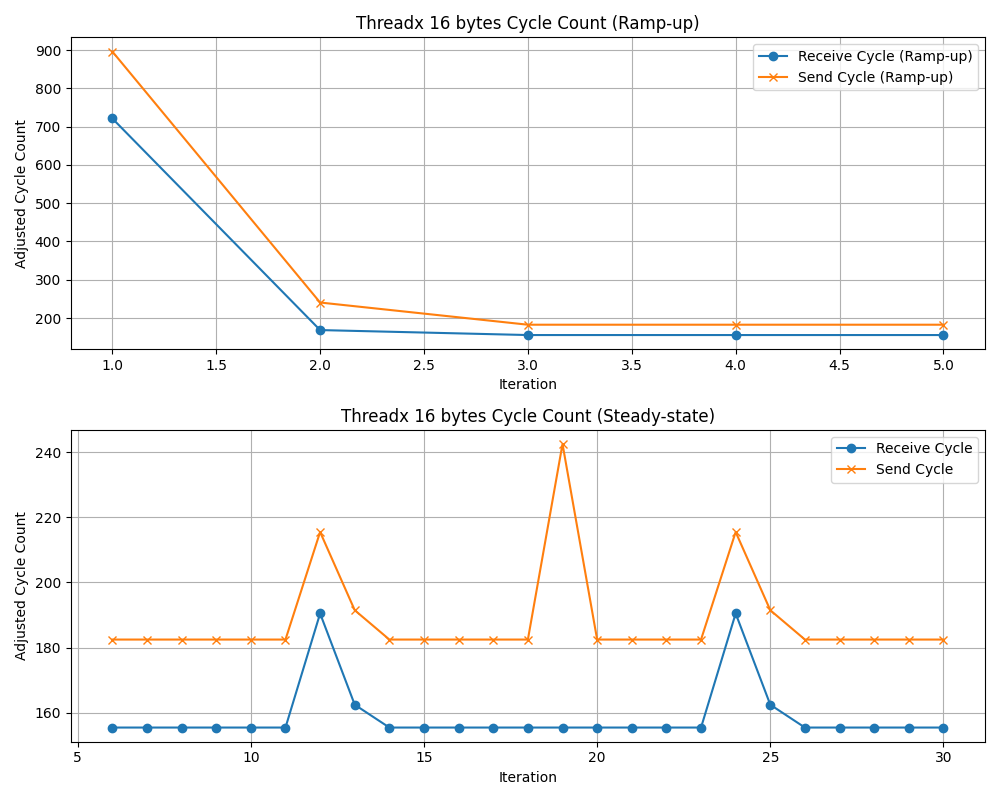 Threadx 16 bytes Cycle Count (Ramp-up)
900
800
700
600
500
400
300
200
Adjusted Cycle Count
Receive Cycle (Ramp-up)
Send Cycle (Ramp-up)
1.0 1.5 2.0 2.5 3.0 3.5 4.0 4.5 5.0
Iteration
Threadx 16 bytes Cycle Count (Steady-state)
240
220
200
180
160
Adjusted Cycle Count
Receive Cycle
Send Cycle
5 10 15 20 25 30
Iteration